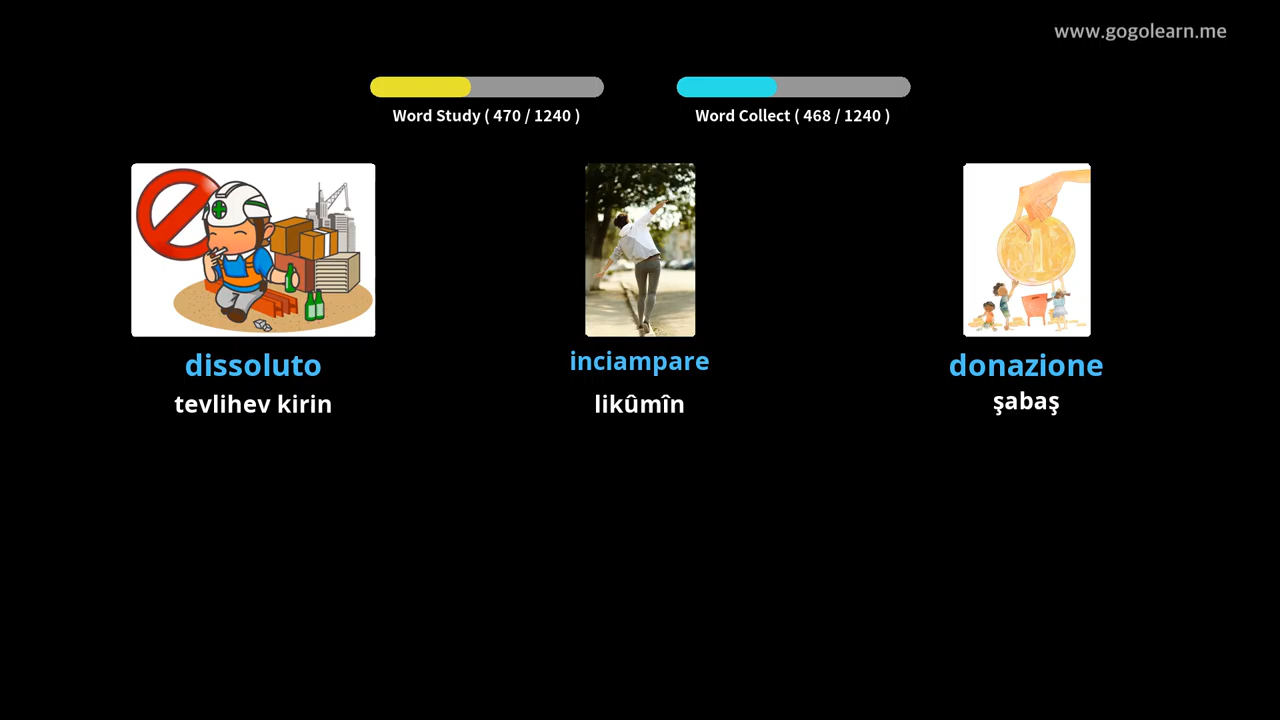 www.gogolearn.me
Word Study ( 470 / 1240 )
Word Collect ( 468 / 1240 )
dissoluto
inciampare
donazione
tevlihev kirin
likûmîn
şabaş